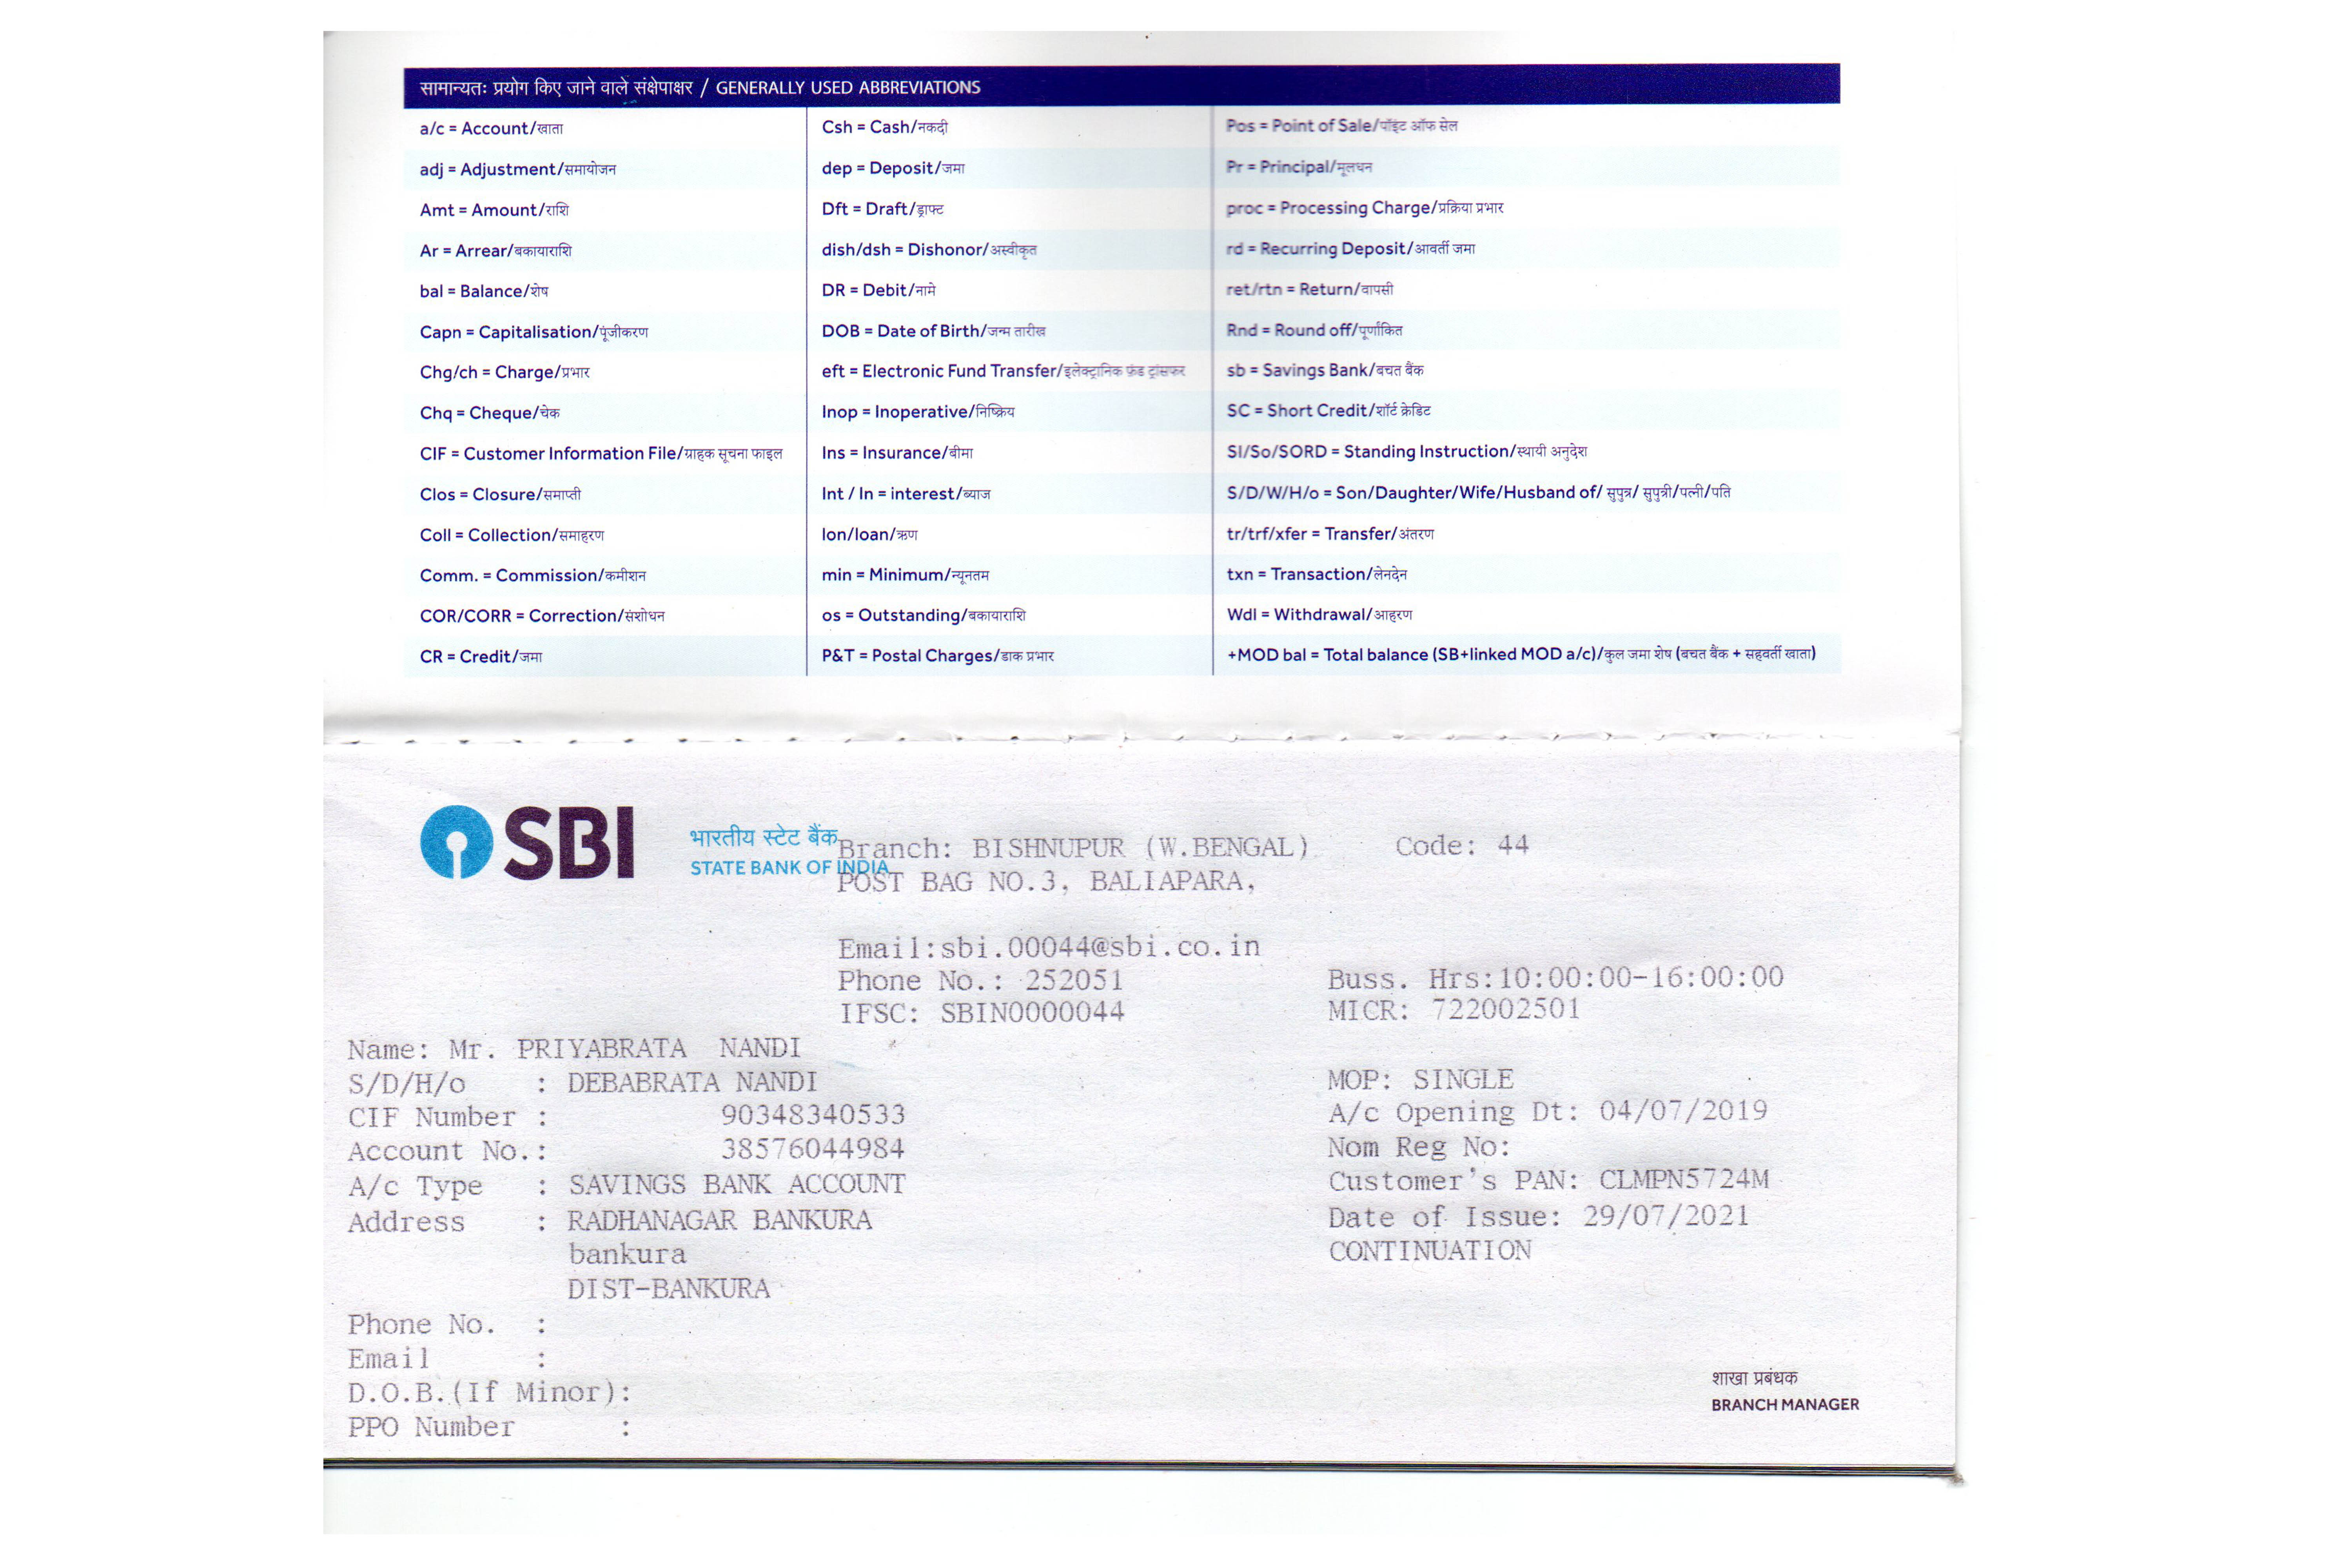 सामान्यतः प्रयोग किए जाने वाले संक्षेपाक्षर / GENERALLY USED ABBREVIATIONS
a/c = Account/खाता
adj = Adjustment/समायोजन
Amt = Amount/राशि
Ar = Arrear/बकायाराशि
bal = Balance/शेष
Capn = Capitalisation/पूंजीकरण
Chg/ch = Charge/प्रभार
Chq = Cheque/चेक
CIF = Customer Information File/ग्राहक सूचना फाइल
Clos = Closure/समाप्ती
Coll = Collection/समाहरण
Comm. = Commission/कमीशन
COR/CORR = Correction/संशोधन
CR = Credit/जमा
Csh = Cash/नकदी
dep = Deposit/जमा
Dft = Draft/ड्राफ्ट
dish/dsh = Dishonor/अस्वीकृत
DR = Debit/नामे
DOB = Date of Birth/जन्म तारीख
eft = Electronic Fund Transfer/इलेक्ट्रानिक फ़ंड ट्रांसफर
Inop = Inoperative/निष्क्रिय
Ins = Insurance/बीमा
Int / In = interest/ब्याज
lon/loan/ऋण
min = Minimum/न्यूनतम
os = Outstanding/बकायाराशि
P&T = Postal Charges/डाक प्रभार
Pos = Point of Sale/पॉइंट ऑफ सेल
Pr = Principal/मूलधन
proc = Processing Charge/प्रक्रिया प्रभार
rd = Recurring Deposit/आवर्ती जमा
ret/rtn = Return/वापसी
Rnd = Round off/पूर्णांकित
sb = Savings Bank/बचत बैंक
SC = Short Credit/शॉर्ट क्रेडिट
SI/So/SORD = Standing Instruction/स्थायी अनुदेश
S/D/W/H/o = Son/Daughter/Wife/Husband of/ सुपुत्र/ सुपुत्री/पत्नी/पति
tr/trf/xfer = Transfer/अंतरण
txn = Transaction/लेनदेन
Wdl = Withdrawal/आहरण
+MOD bal = Total balance (SB+linked MOD a/c)/कुल जमा शेष (बचत बैंक + सहवर्ती खाता)
SBI
भारतीय स्टेट बैंक
STATE BANK OF INDIA
Branch: BISHNUPUR (W.BENGAL) Code: 44
POST BAG NO.3, BALIAPARA,
Email:sbi.00044@sbi.co.in
Phone No.: 252051 Buss. Hrs:10:00:00-16:00:00
IFSC: SBIN0000044 MICR: 722002501
Name: Mr. PRIYABRATA NANDI
S/D/H/o : DEBABRATA NANDI MOP: SINGLE
CIF Number : 90348340533 A/c Opening Dt: 04/07/2019
Account No.: 38576044984 Nom Reg No:
A/c Type : SAVINGS BANK ACCOUNT Customer's PAN: CLMPN5724M
Address : RADHANAGAR BANKURA Date of Issue: 29/07/2021
bankura CONTINUATION
DIST-BANKURA
Phone No. :
Email :
D.O.B.(If Minor):
PPO Number :
शाखा प्रबंधक
BRANCH MANAGER